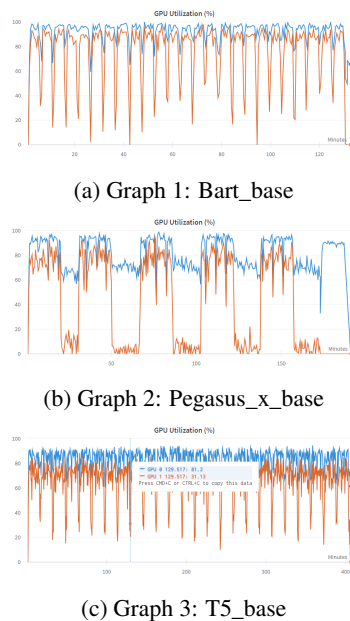 GPU Utilization (%)
100
80
60
40
20
0
Minutes
20 40 60 80 100 120
(a) Graph 1: Bart_base
GPU Utilization (%)
100
80
60
40
20
0
Minutes
50 100 150
(b) Graph 2: Pegasus_x_base
GPU Utilization (%)
100
80
60
40
20
0
GPU 0 129.517: 81.2
GPU 1 129.517: 31.13
Press CMD+C or CTRL+C to copy this data
Minutes
100 200 300 400
(c) Graph 3: T5_base